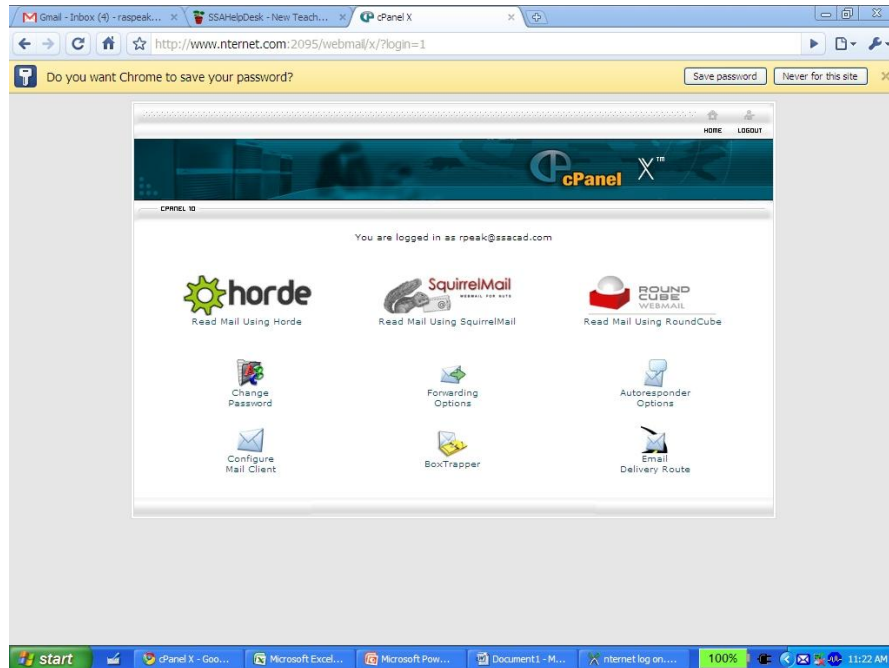 Gmail - Inbox (4) - raspeak...
SSAHelpDesk - New Teach...
cPanel X
http://www.nternet.com:2095/webmail/x/?login=1
Do you want Chrome to save your password?
Save password
Never for this site
HOME
LOGOUT
cPanel X™
CPANEL 10
You are logged in as rpeak@ssacad.com
horde
SquirrelMail
WEBMAIL FOR NUTS
ROUND
CUBE
WEBMAIL
Read Mail Using Horde
Read Mail Using SquirrelMail
Read Mail Using RoundCube
Change
Password
Forwarding
Options
Autoresponder
Options
Configure
Mail Client
BoxTrapper
Email
Delivery Route
start
cPanel X - Goo...
Microsoft Excel...
Microsoft Pow...
Document1 - M...
nternet log on....
100%
11:22 AM